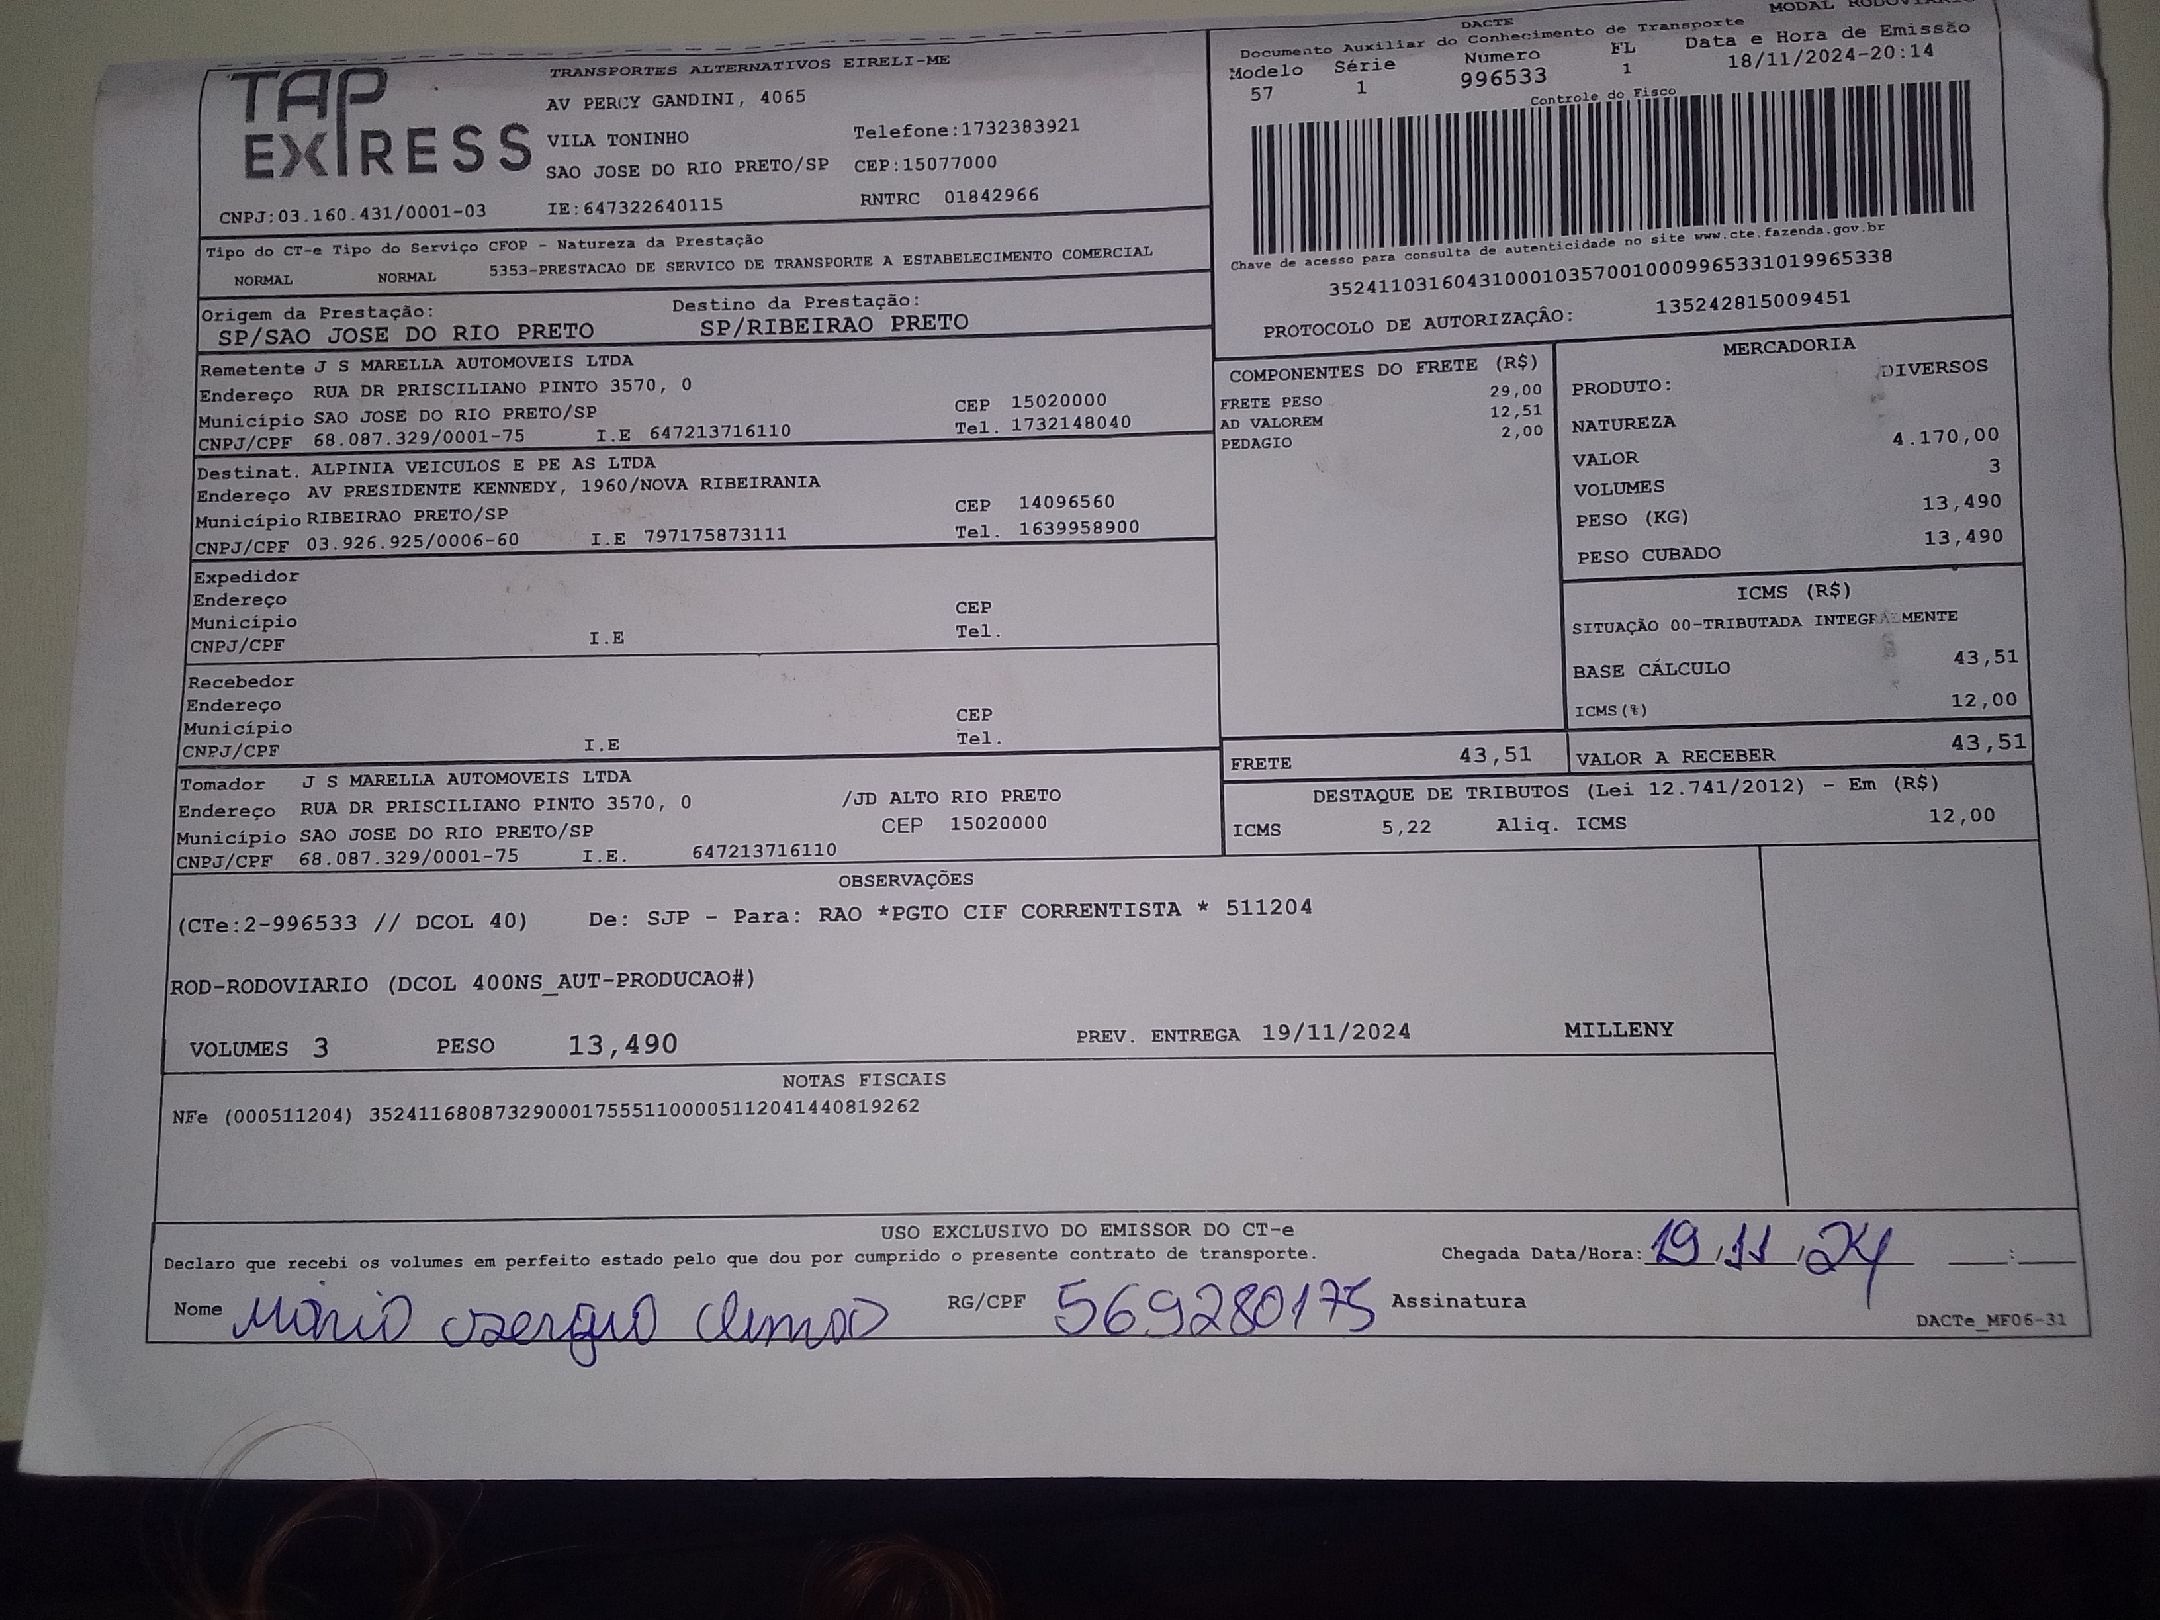 TAP EXPRESS
TRANSPORTES ALTERNATIVOS EIRELI-ME
AV PERCY GANDINI, 4065
VILA TONINHO Telefone:1732383921
SAO JOSE DO RIO PRETO/SP CEP:15077000
CNPJ:03.160.431/0001-03 IE:647322640115 RNTRC 01842966
DACTE MODAL RODOVIARIO
Documento Auxiliar do Conhecimento de Transporte
Modelo Série Numero FL Data e Hora de Emissão
57 1 996533 1 18/11/2024-20:14
Controle do Fisco
Chave de acesso para consulta de autenticidade no site www.cte.fazenda.gov.br
35241103160431000103570010009965331019965338
PROTOCOLO DE AUTORIZAÇÃO: 135242815009451
Tipo do CT-e Tipo do Serviço CFOP - Natureza da Prestação
NORMAL NORMAL 5353-PRESTACAO DE SERVICO DE TRANSPORTE A ESTABELECIMENTO COMERCIAL
Origem da Prestação: Destino da Prestação:
SP/SAO JOSE DO RIO PRETO SP/RIBEIRAO PRETO
Remetente J S MARELLA AUTOMOVEIS LTDA
Endereço RUA DR PRISCILIANO PINTO 3570, 0
Município SAO JOSE DO RIO PRETO/SP CEP 15020000
CNPJ/CPF 68.087.329/0001-75 I.E 647213716110 Tel. 1732148040
Destinat. ALPINIA VEICULOS E PE AS LTDA
Endereço AV PRESIDENTE KENNEDY, 1960/NOVA RIBEIRANIA
Município RIBEIRAO PRETO/SP CEP 14096560
CNPJ/CPF 03.926.925/0006-60 I.E 797175873111 Tel. 1639958900
Expedidor
Endereço
Município CEP
CNPJ/CPF I.E Tel.
Recebedor
Endereço
Município CEP
CNPJ/CPF I.E Tel.
Tomador J S MARELLA AUTOMOVEIS LTDA
Endereço RUA DR PRISCILIANO PINTO 3570, 0 /JD ALTO RIO PRETO
Município SAO JOSE DO RIO PRETO/SP CEP 15020000
CNPJ/CPF 68.087.329/0001-75 I.E. 647213716110
COMPONENTES DO FRETE (R$)
FRETE PESO 29,00
AD VALOREM 12,51
PEDAGIO 2,00
FRETE 43,51
MERCADORIA
PRODUTO: DIVERSOS
NATUREZA
VALOR 4.170,00
VOLUMES 3
PESO (KG) 13,490
PESO CUBADO 13,490
ICMS (R$)
SITUAÇÃO 00-TRIBUTADA INTEGRALMENTE
BASE CÁLCULO 43,51
ICMS(%) 12,00
VALOR A RECEBER 43,51
DESTAQUE DE TRIBUTOS (Lei 12.741/2012) - Em (R$)
ICMS 5,22 Aliq. ICMS 12,00
OBSERVAÇÕES
(CTe:2-996533 // DCOL 40) De: SJP - Para: RAO *PGTO CIF CORRENTISTA * 511204
ROD-RODOVIARIO (DCOL 400NS_AUT-PRODUCAO#)
VOLUMES 3 PESO 13,490 PREV. ENTREGA 19/11/2024 MILLENY
NOTAS FISCAIS
NFe (000511204) 35241168087329000175551100005112041440819262
USO EXCLUSIVO DO EMISSOR DO CT-e
Declaro que recebi os volumes em perfeito estado pelo que dou por cumprido o presente contrato de transporte. Chegada Data/Hora: 19/11/24 :
Nome Mário Sergio RG/CPF 569280175 Assinatura
DACTe_MF06-31